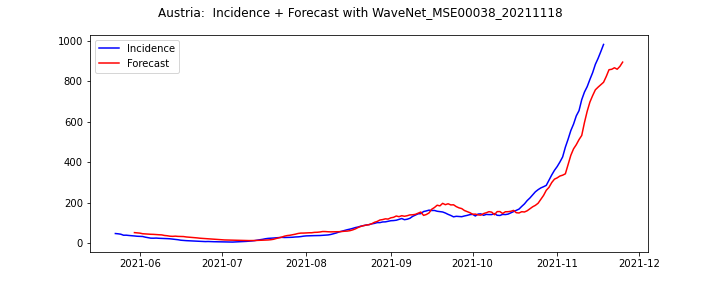 Austria:  Incidence + Forecast with WaveNet_MSE00038_20211118
Incidence
Forecast
1000
800
600
400
200
0
2021-06 2021-07 2021-08 2021-09 2021-10 2021-11 2021-12